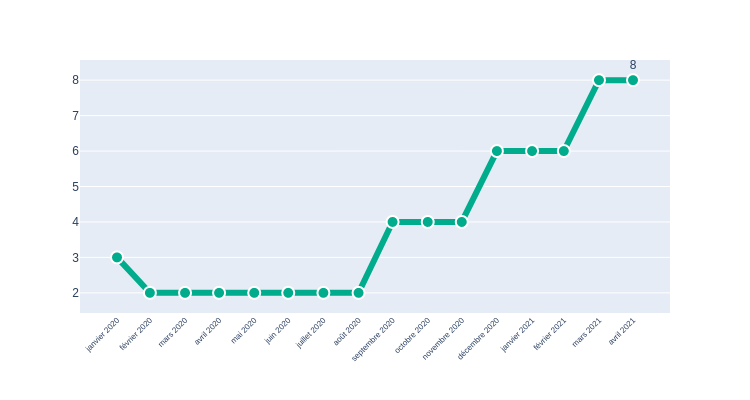 8
8
7
6
5
4
3
2
janvier 2020
février 2020
mars 2020
avril 2020
mai 2020
juin 2020
juillet 2020
août 2020
septembre 2020
octobre 2020
novembre 2020
décembre 2020
janvier 2021
février 2021
mars 2021
avril 2021